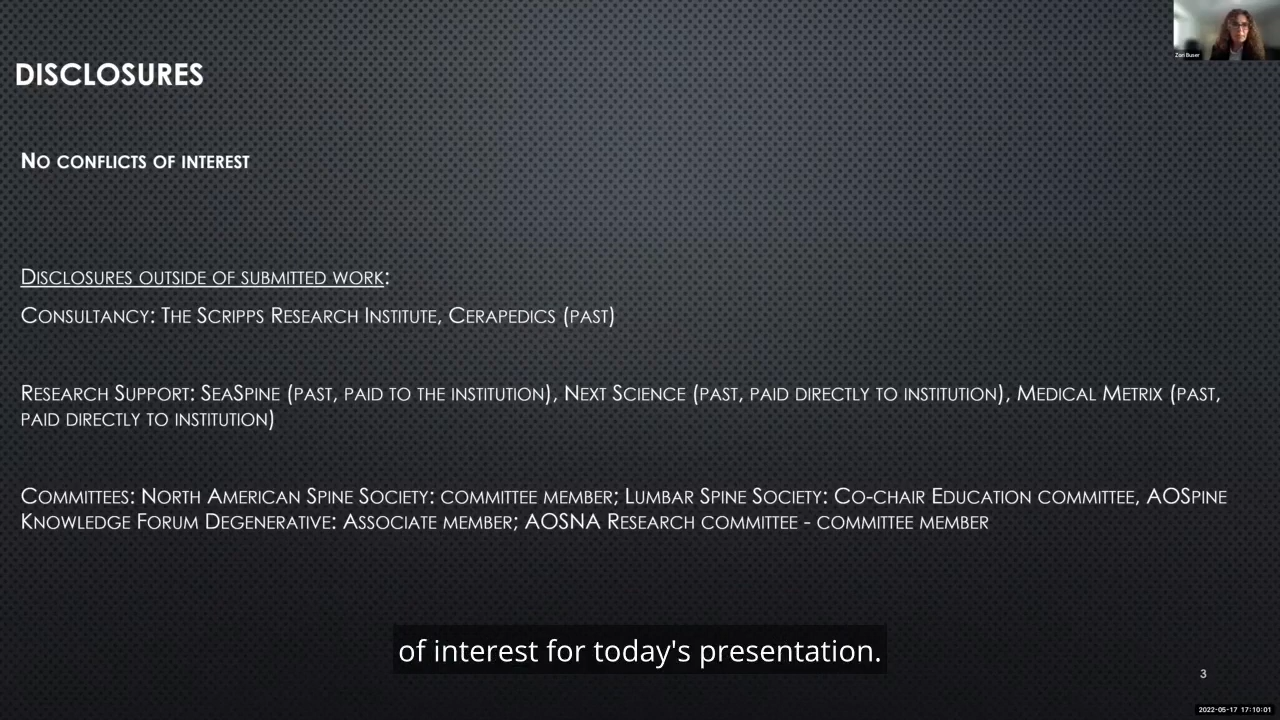 Zori Buser
DISCLOSURES
NO CONFLICTS OF INTEREST
DISCLOSURES OUTSIDE OF SUBMITTED WORK:
CONSULTANCY: THE SCRIPPS RESEARCH INSTITUTE, CERAPEDICS (PAST)
RESEARCH SUPPORT: SEASPINE (PAST, PAID TO THE INSTITUTION), NEXT SCIENCE (PAST, PAID DIRECTLY TO INSTITUTION), MEDICAL METRIX (PAST,
PAID DIRECTLY TO INSTITUTION)
COMMITTEES: NORTH AMERICAN SPINE SOCIETY: COMMITTEE MEMBER; LUMBAR SPINE SOCIETY: CO-CHAIR EDUCATION COMMITTEE, AOSPINE
KNOWLEDGE FORUM DEGENERATIVE: ASSOCIATE MEMBER; AOSNA RESEARCH COMMITTEE - COMMITTEE MEMBER
of interest for today's presentation.
3
2022-05-17 17:10:01